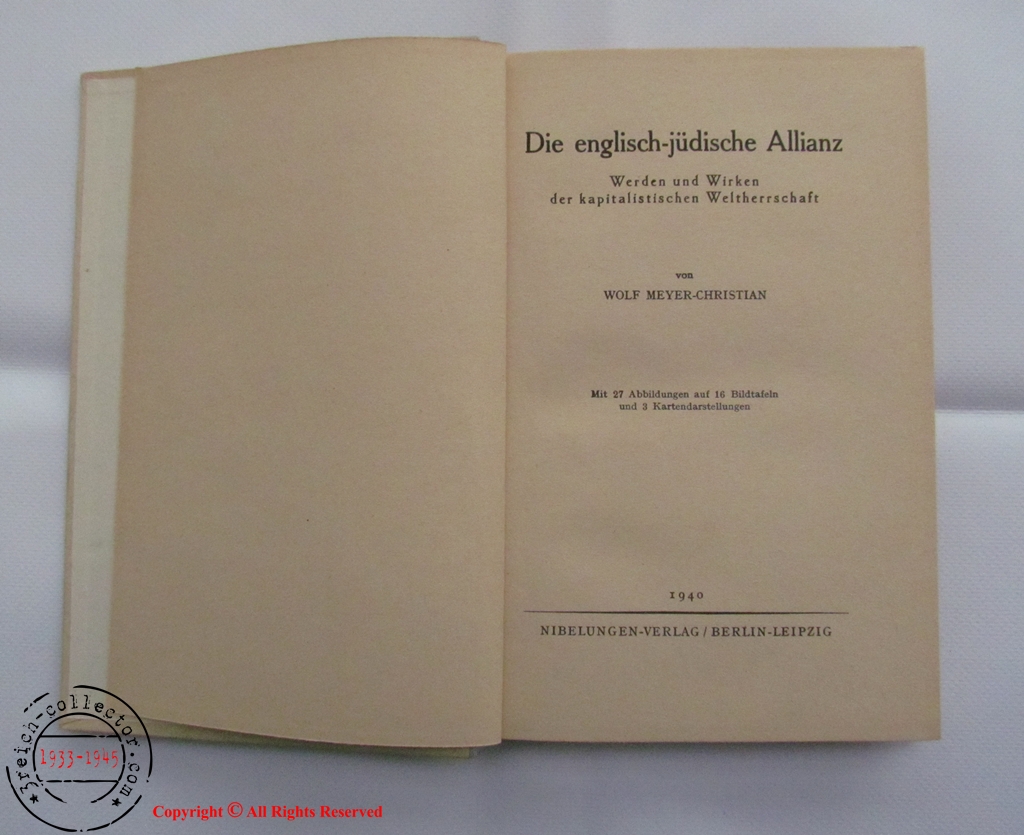 Die englisch-jüdische Allianz
Werden und Wirken
der kapitalistischen Weltherrschaft
von
WOLF MEYER-CHRISTIAN
Mit 27 Abbildungen auf 16 Bildtafeln
und 3 Kartendarstellungen
1940
NIBELUNGEN-VERLAG / BERLIN-LEIPZIG
3reich-collector.com
1933-1945
Copyright © All Rights Reserved